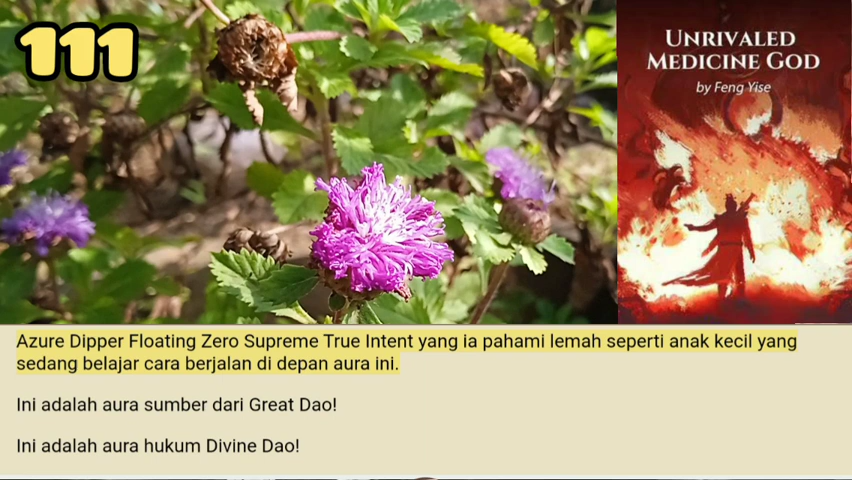 111
UNRIVALED
MEDICINE GOD
by Feng Yise
Azure Dipper Floating Zero Supreme True Intent yang ia pahami lemah seperti anak kecil yang
sedang belajar cara berjalan di depan aura ini.
Ini adalah aura sumber dari Great Dao!
Ini adalah aura hukum Divine Dao!